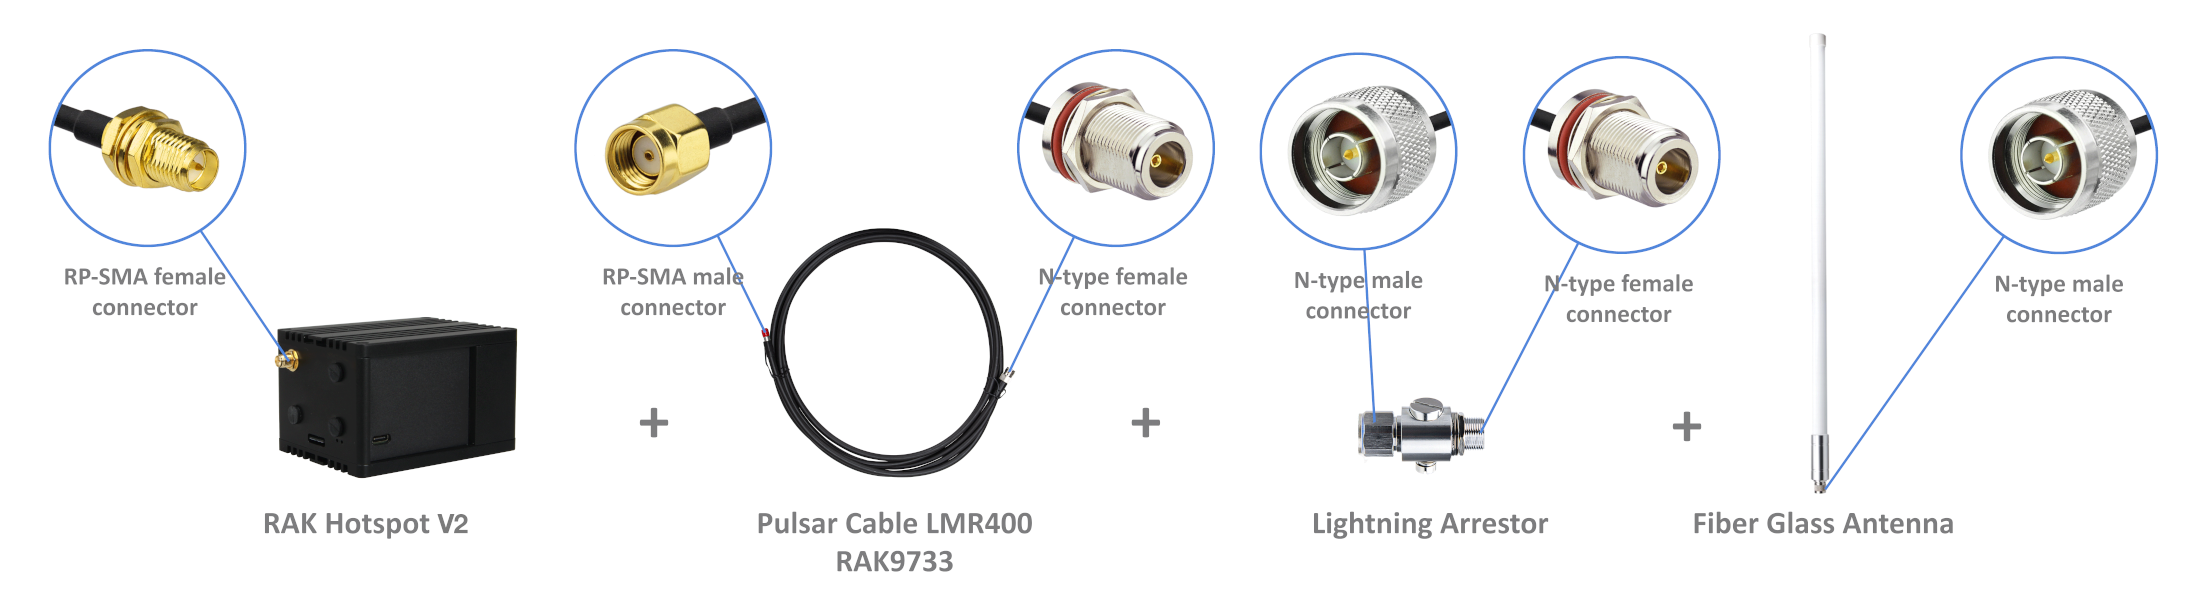 RP-SMA female
connector
RP-SMA male
connector
N-type female
connector
N-type male
connector
N-type female
connector
N-type male
connector
+
+
+
RAK Hotspot V2
Pulsar Cable LMR400
RAK9733
Lightning Arrestor
Fiber Glass Antenna